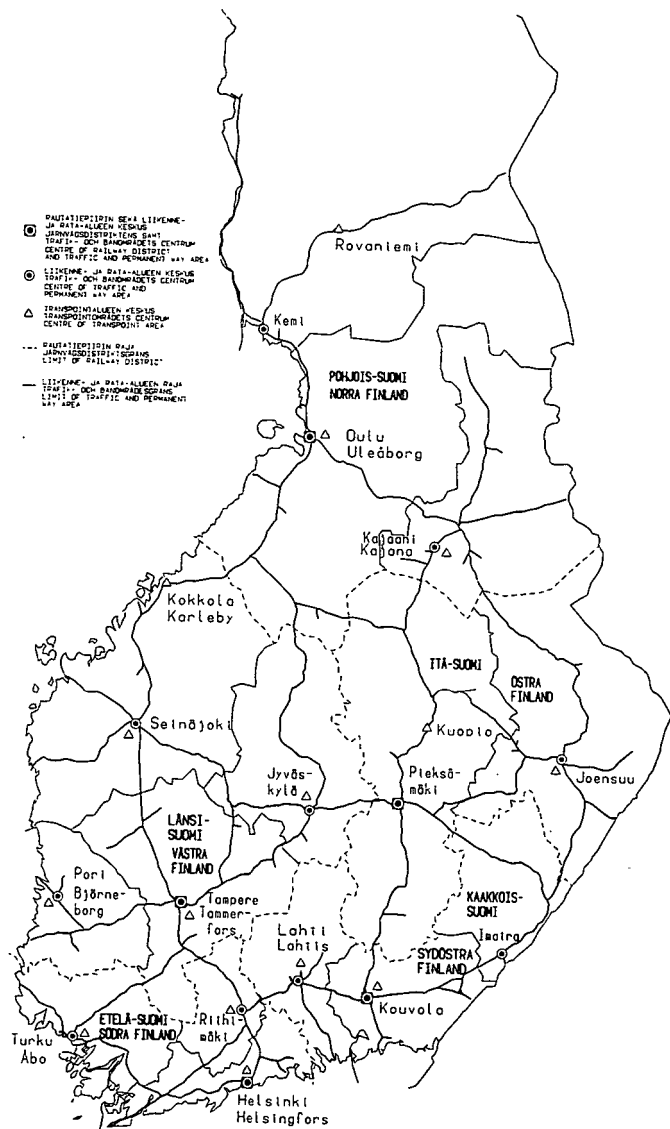 RAUTATIEPIIRIN SEKÄ LIIKENNE-
JA RATA-ALUEEN KESKUS
JÄRNVÄGSDISTRIKTENS SAMT
TRAFIK- OCH BANOMRÅDETS CENTRUM
CENTRE OF RAILWAY DISTRICT
AND TRAFFIC AND PERMANENT WAY AREA
LIIKENNE- JA RATA-ALUEEN KESKUS
TRAFIK- OCH BANOMRÅDETS CENTRUM
CENTRE OF TRAFFIC AND
PERMANENT WAY AREA
TRANSPOINTALUEEN KESKUS
TRANSPOINTOMRÅDETS CENTRUM
CENTRE OF TRANSPOINT AREA
RAUTATIEPIIRIN RAJA
JÄRNVÄGSDISTRIKTSGRÄNS
LIMIT OF RAILWAY DISTRICT
LIIKENNE- JA RATA-ALUEEN RAJA
TRAFIK- OCH BANOMRÅDESGRÄNS
LIMIT OF TRAFFIC AND PERMANENT
WAY AREA
Rovaniemi
Kemi
POHJOIS-SUOMI
NORRA FINLAND
Oulu
Uleåborg
Kajaani
Kajana
Kokkola
Karleby
ITÄ-SUOMI
ÖSTRA
FINLAND
Seinäjoki
Kuopio
Joensuu
Jyväs-
kylä
Pieksä-
mäki
LÄNSI-
SUOMI
VÄSTRA
FINLAND
Pori
Björne-
borg
Tampere
Tammer-
fors
KAAKKOIS-
SUOMI
Imatra
SYDÖSTRA
FINLAND
Lahti
Lahtis
Kouvola
ETELÄ-SUOMI
SÖDRA FINLAND
Riihi-
mäki
Turku
Åbo
Helsinki
Helsingfors